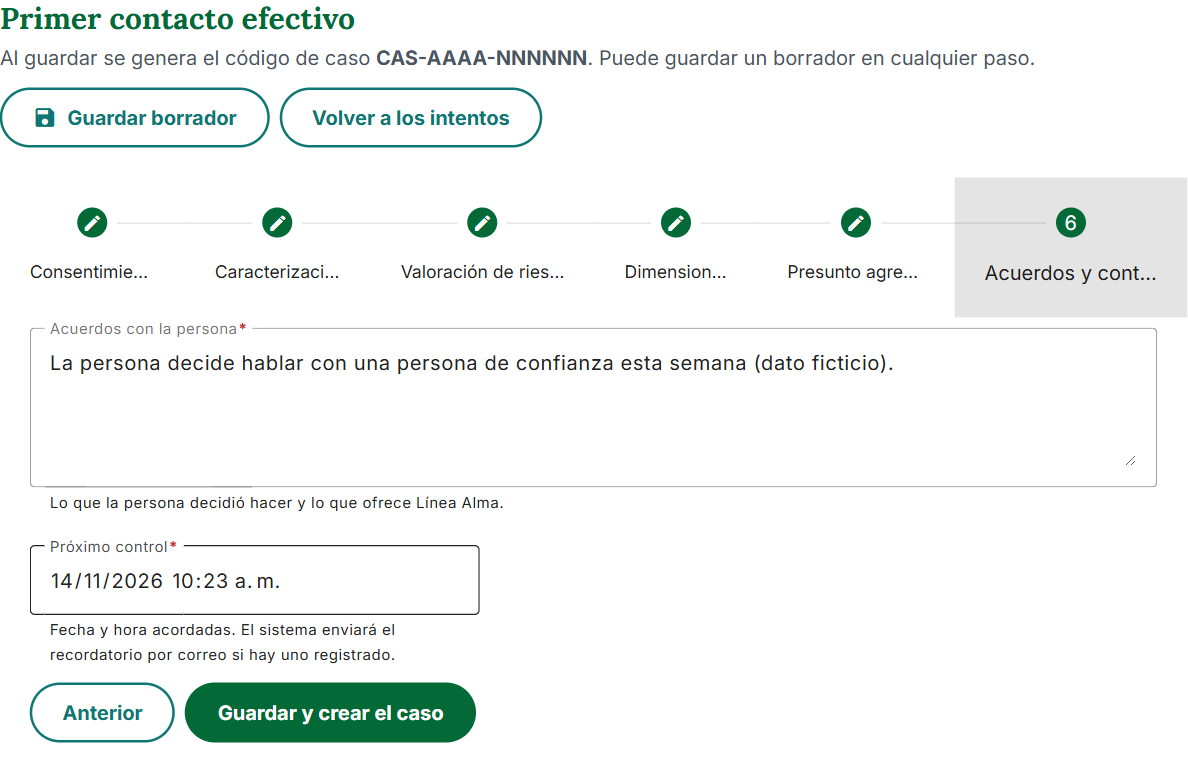 Primer contacto efectivo
Al guardar se genera el código de caso CAS-AAAA-NNNNNN. Puede guardar un borrador en cualquier paso.
Guardar borrador
Volver a los intentos
6
Consentimie...
Caracterizaci...
Valoración de ries...
Dimension...
Presunto agre...
Acuerdos y cont...
Acuerdos con la persona*
La persona decide hablar con una persona de confianza esta semana (dato ficticio).
Lo que la persona decidió hacer y lo que ofrece Línea Alma.
Próximo control*
14/11/2026 10:23 a. m.
Fecha y hora acordadas. El sistema enviará el
recordatorio por correo si hay uno registrado.
Anterior
Guardar y crear el caso